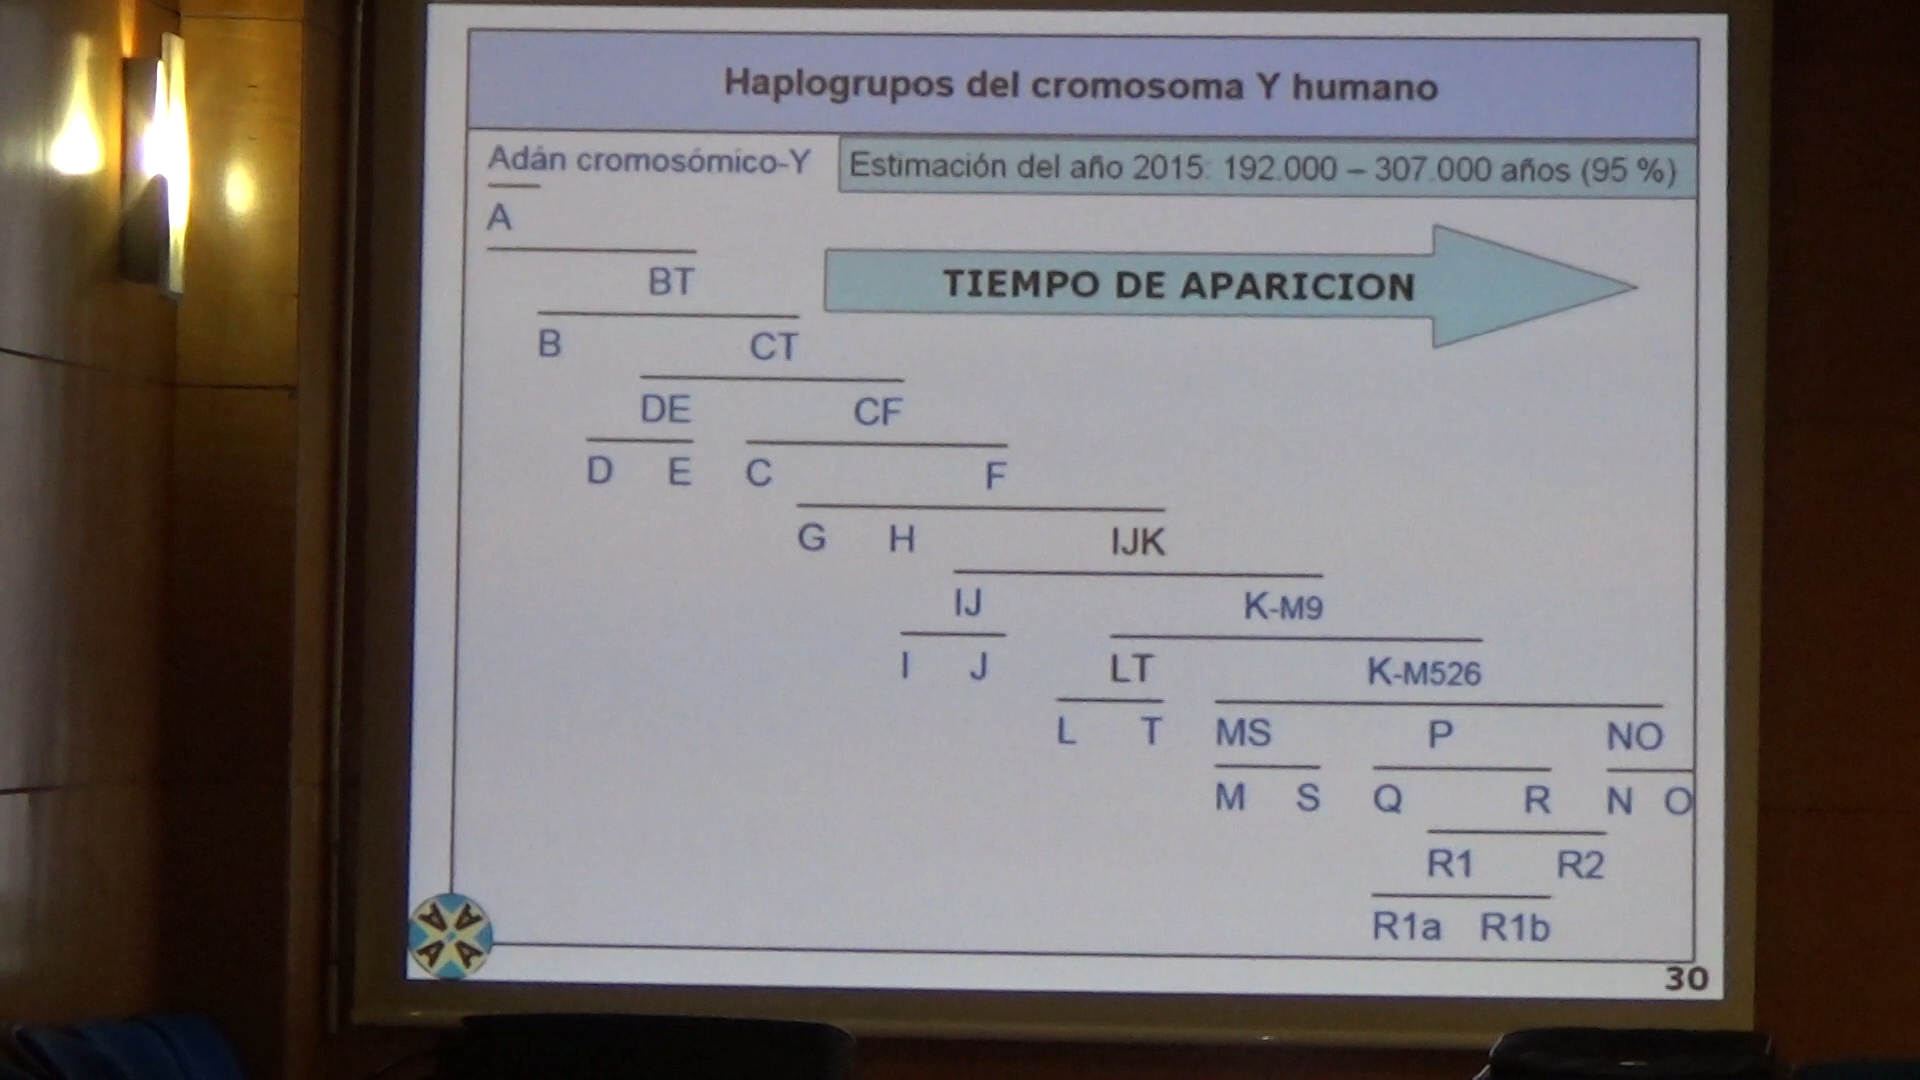 Haplogrupos del cromosoma Y humano
Adán cromosómico-Y
Estimación del año 2015: 192.000 – 307.000 años (95 %)
A
TIEMPO DE APARICION
BT
B CT
DE CF
D E C F
G H IJK
IJ K-M9
I J LT K-M526
L T MS P NO
M S Q R N O
R1 R2
R1a R1b
A A A A
30